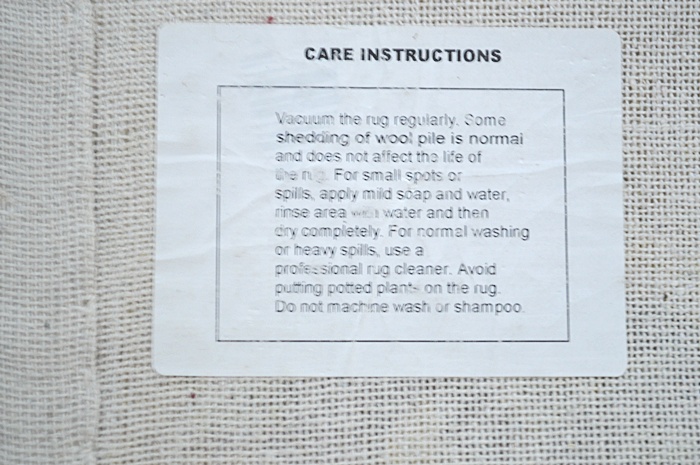 CARE INSTRUCTIONS
Vacuum the rug regularly. Some
shedding of wool pile is normal
and does not affect the life of
the rug. For small spots or
spills, apply mild soap and water,
rinse area with water and then
dry completely. For normal washing
or heavy spills, use a
professional rug cleaner. Avoid
putting potted plants on the rug.
Do not machine wash or shampoo.